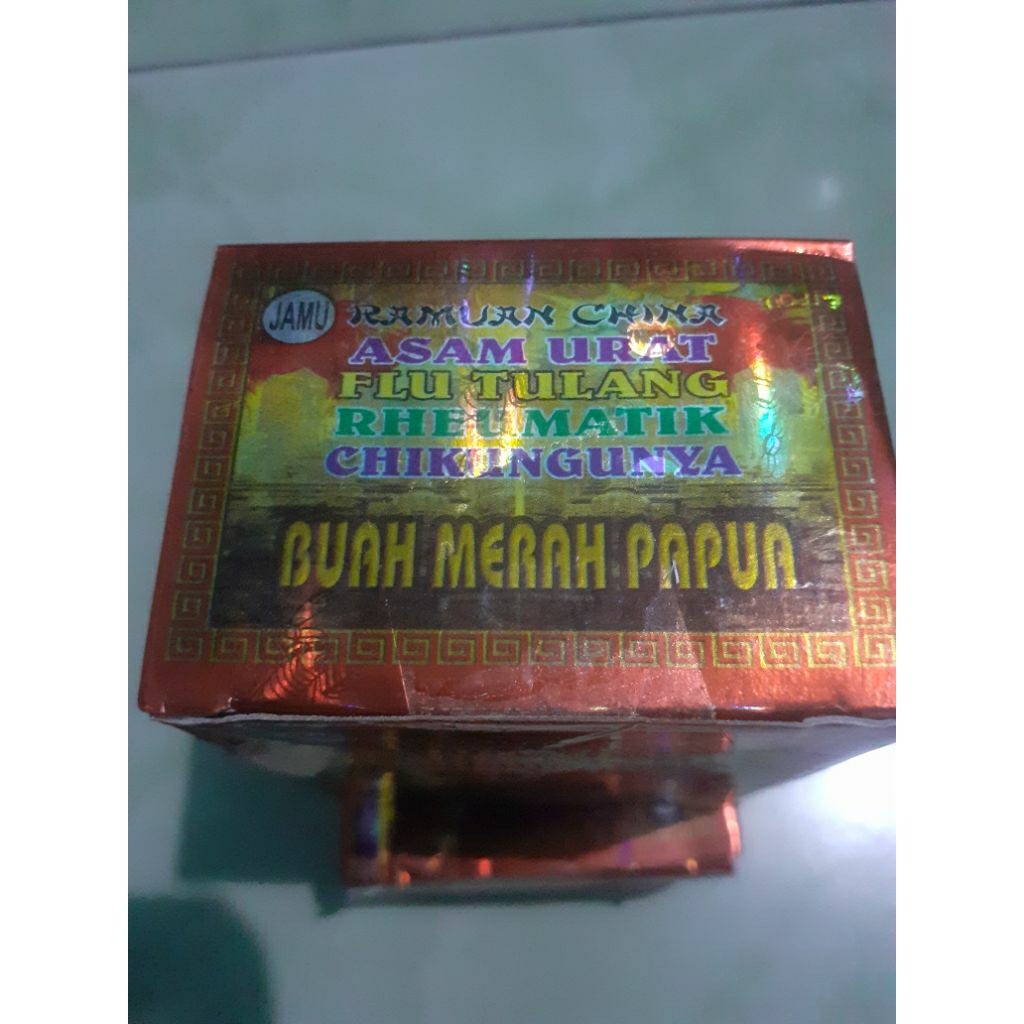 JAMU
RAMUAN CHINA
ASAM URAT
FLU TULANG
RHEUMATIK
CHIKUNGUNYA
BUAH MERAH PAPUA